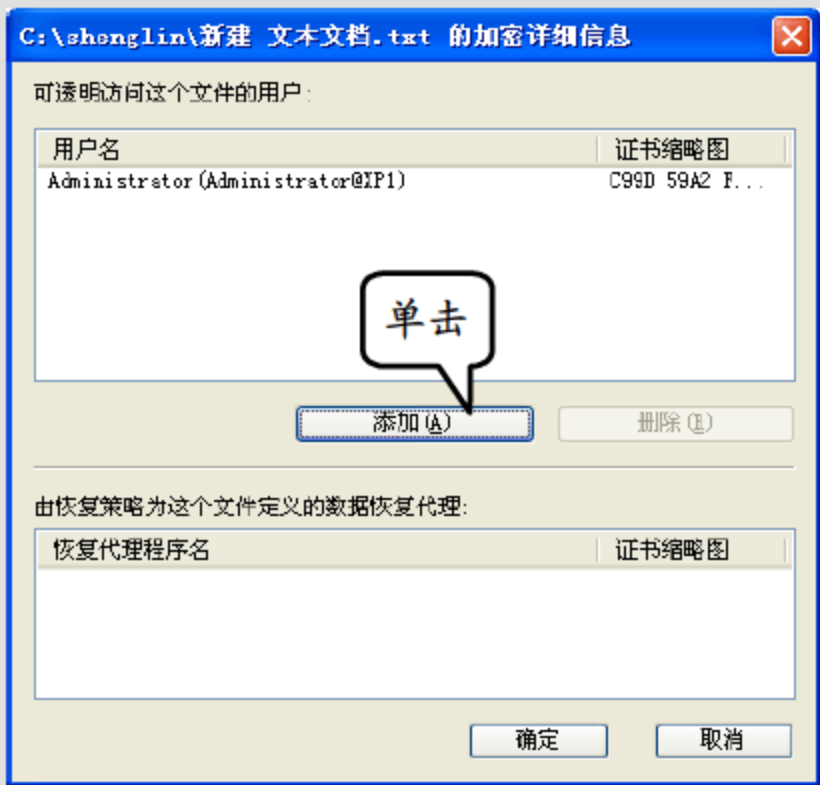 C:\shenglin\新建 文本文档.txt 的加密详细信息
可透明访问这个文件的用户:
用户名 证书缩略图
Administrator(Administrator@XP1) C99D 59A2 F...
单击
添加(A) 删除(R)
由恢复策略为这个文件定义的数据恢复代理:
恢复代理程序名 证书缩略图
确定 取消